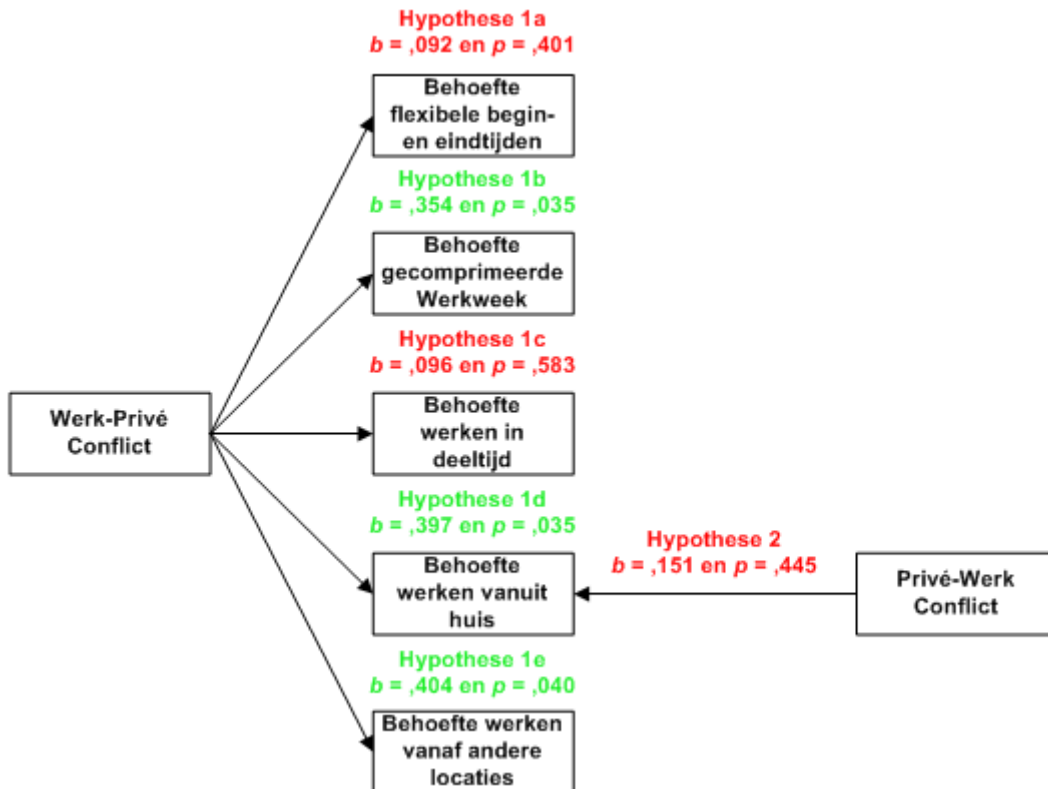 Hypothese 1a
b = ,092 en p = ,401
Behoefte
flexibele begin-
en eindtijden
Hypothese 1b
b = ,354 en p = ,035
Behoefte
gecomprimeerde
Werkweek
Hypothese 1c
b = ,096 en p = ,583
Werk-Privé
Conflict
Behoefte
werken in
deeltijd
Hypothese 1d
b = ,397 en p = ,035
Behoefte
werken vanuit
huis
Hypothese 2
b = ,151 en p = ,445
Privé-Werk
Conflict
Hypothese 1e
b = ,404 en p = ,040
Behoefte werken
vanaf andere
locaties